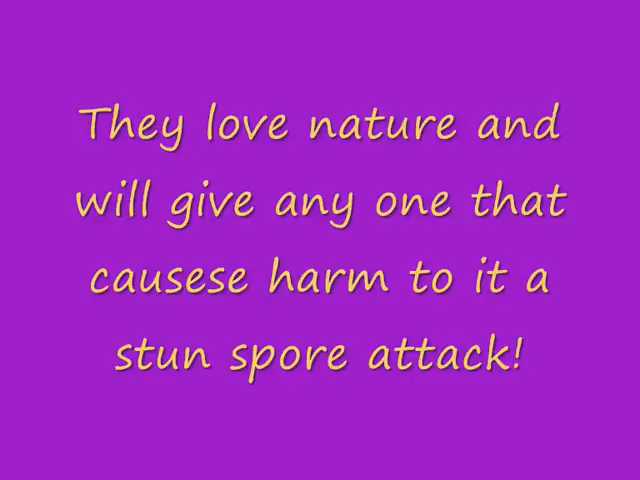 They love nature and
will give any one that
causese harm to it a
stun spore attack!